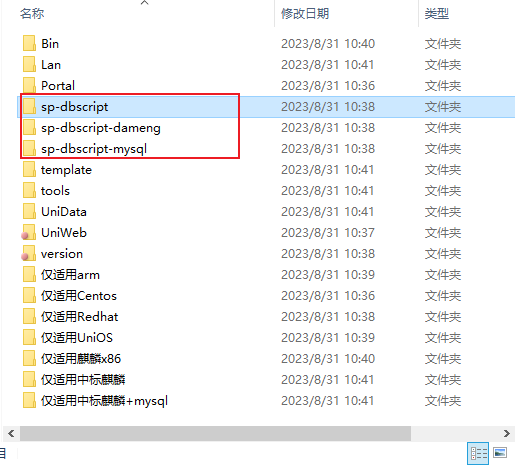 名称 修改日期 类型
Bin 2023/8/31 10:40 文件夹
Lan 2023/8/31 10:41 文件夹
Portal 2023/8/31 10:36 文件夹
sp-dbscript 2023/8/31 10:38 文件夹
sp-dbscript-dameng 2023/8/31 10:38 文件夹
sp-dbscript-mysql 2023/8/31 10:38 文件夹
template 2023/8/31 10:41 文件夹
tools 2023/8/31 10:41 文件夹
UniData 2023/8/31 10:41 文件夹
UniWeb 2023/8/31 10:37 文件夹
version 2023/8/31 10:38 文件夹
仅适用arm 2023/8/31 10:39 文件夹
仅适用Centos 2023/8/31 10:36 文件夹
仅适用Redhat 2023/8/31 10:38 文件夹
仅适用UniOS 2023/8/31 10:39 文件夹
仅适用麒麟x86 2023/8/31 10:40 文件夹
仅适用中标麒麟 2023/8/31 10:41 文件夹
仅适用中标麒麟+mysql 2023/8/31 10:41 文件夹